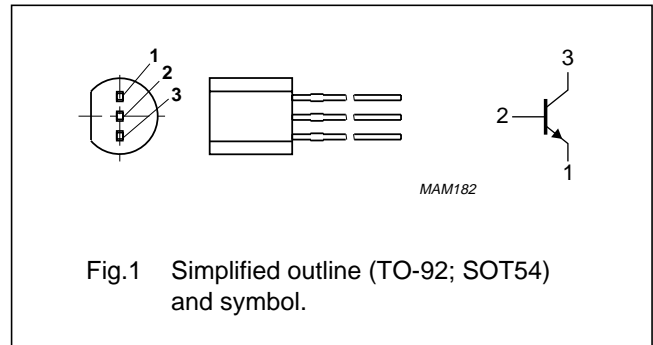 1
2
3
3
2
1
MAM182
Fig.1 Simplified outline (TO-92; SOT54)
and symbol.